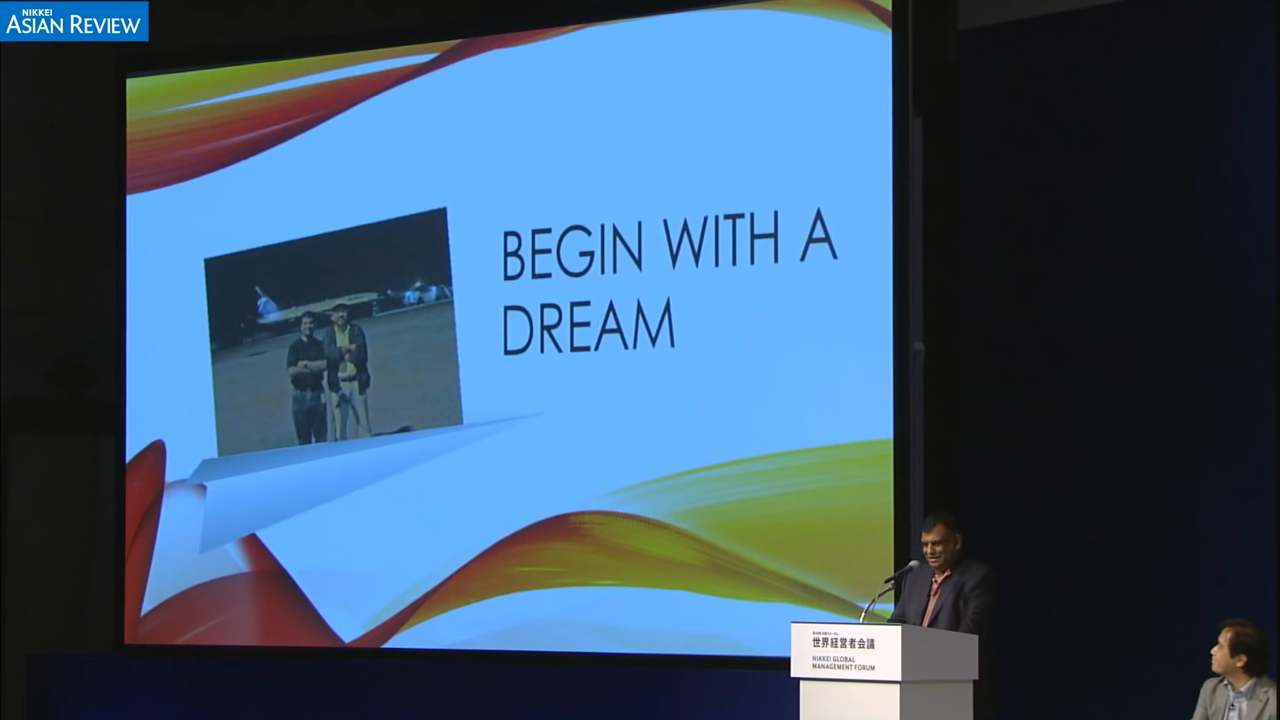 NIKKEI
ASIAN REVIEW
BEGIN WITH A
DREAM
世界経営者会議
NIKKEI GLOBAL
MANAGEMENT FORUM